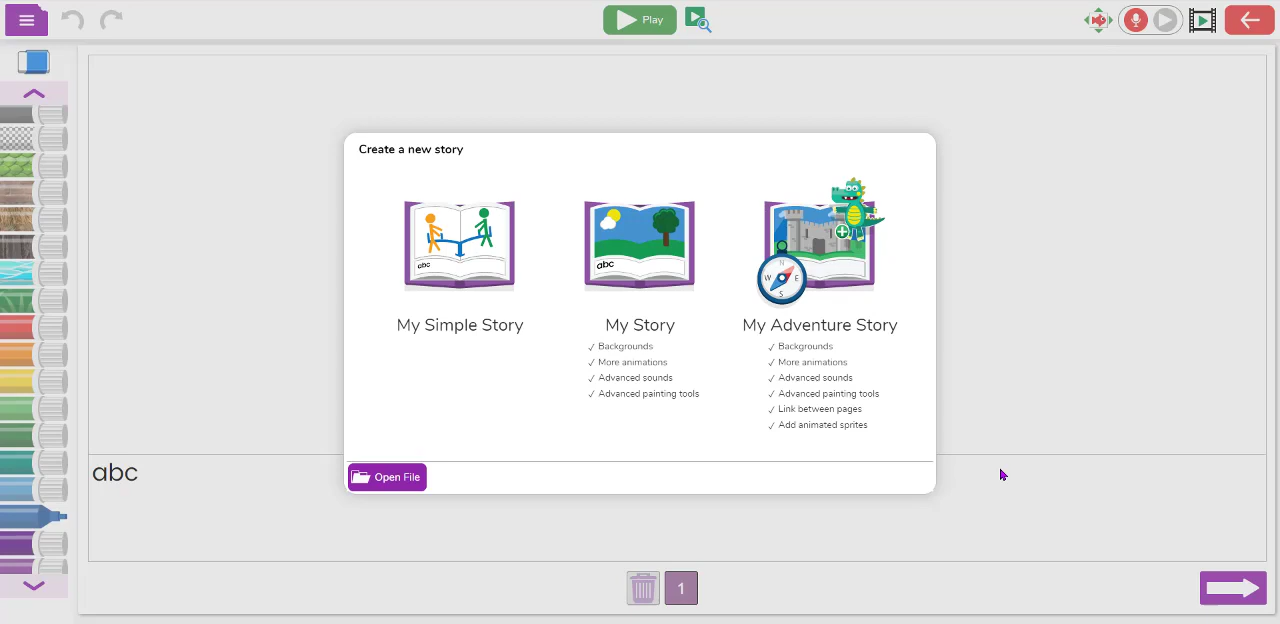 Play
Create a new story
abc
abc
N
W E
S
My Simple Story
My Story
My Adventure Story
✓ Backgrounds
✓ More animations
✓ Advanced sounds
✓ Advanced painting tools
✓ Backgrounds
✓ More animations
✓ Advanced sounds
✓ Advanced painting tools
✓ Link between pages
✓ Add animated sprites
Open File
abc
1